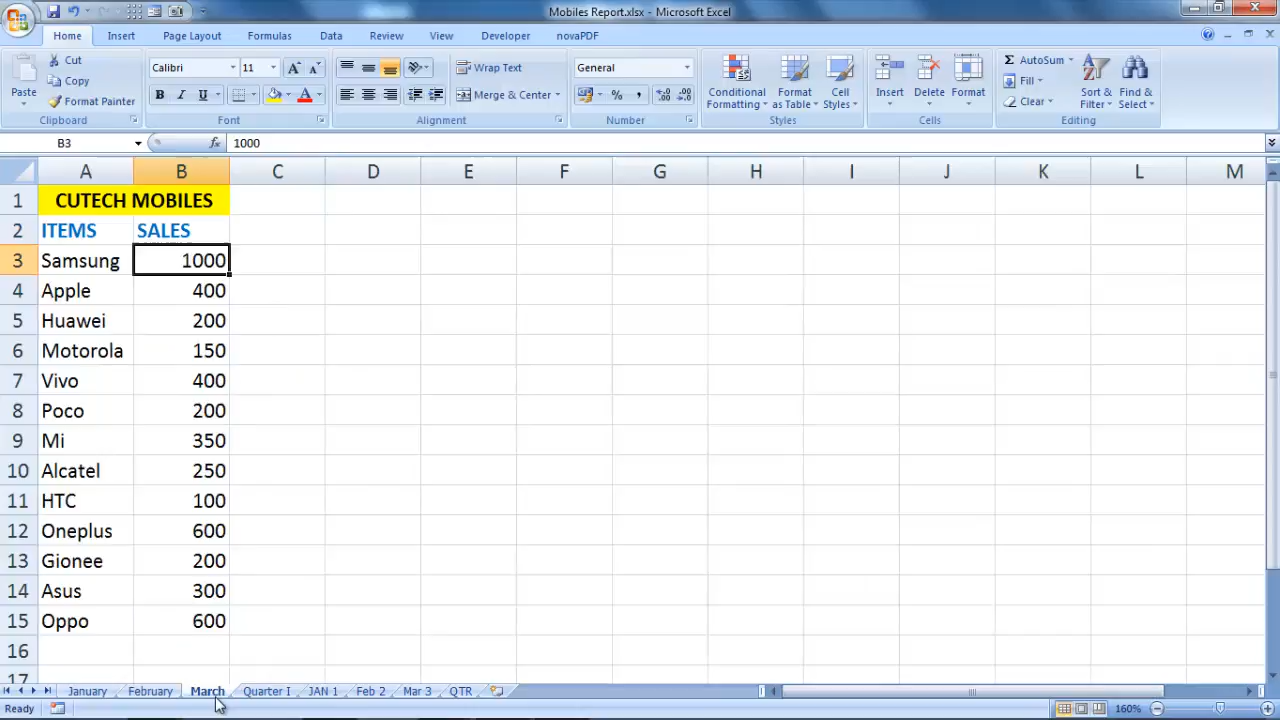 Mobiles Report.xlsx - Microsoft Excel
Home Insert Page Layout Formulas Data Review View Developer novaPDF
Paste
Cut
Copy
Format Painter
Clipboard
Calibri 11 A A
B I U A
Font
Wrap Text
Merge & Center
Alignment
General
% ,
Number
Conditional Formatting
Format as Table
Cell Styles
Styles
Insert Delete Format
Cells
Σ AutoSum
Fill
Clear
Sort & Filter
Find & Select
Editing
B3 fx 1000
A B C D E F G H I J K L M
1 CUTECH MOBILES
2 ITEMS SALES
3 Samsung 1000
4 Apple 400
5 Huawei 200
6 Motorola 150
7 Vivo 400
8 Poco 200
9 Mi 350
10 Alcatel 250
11 HTC 100
12 Oneplus 600
13 Gionee 200
14 Asus 300
15 Oppo 600
16
17
January February March Quarter I JAN 1 Feb 2 Mar 3 QTR
Ready 160%